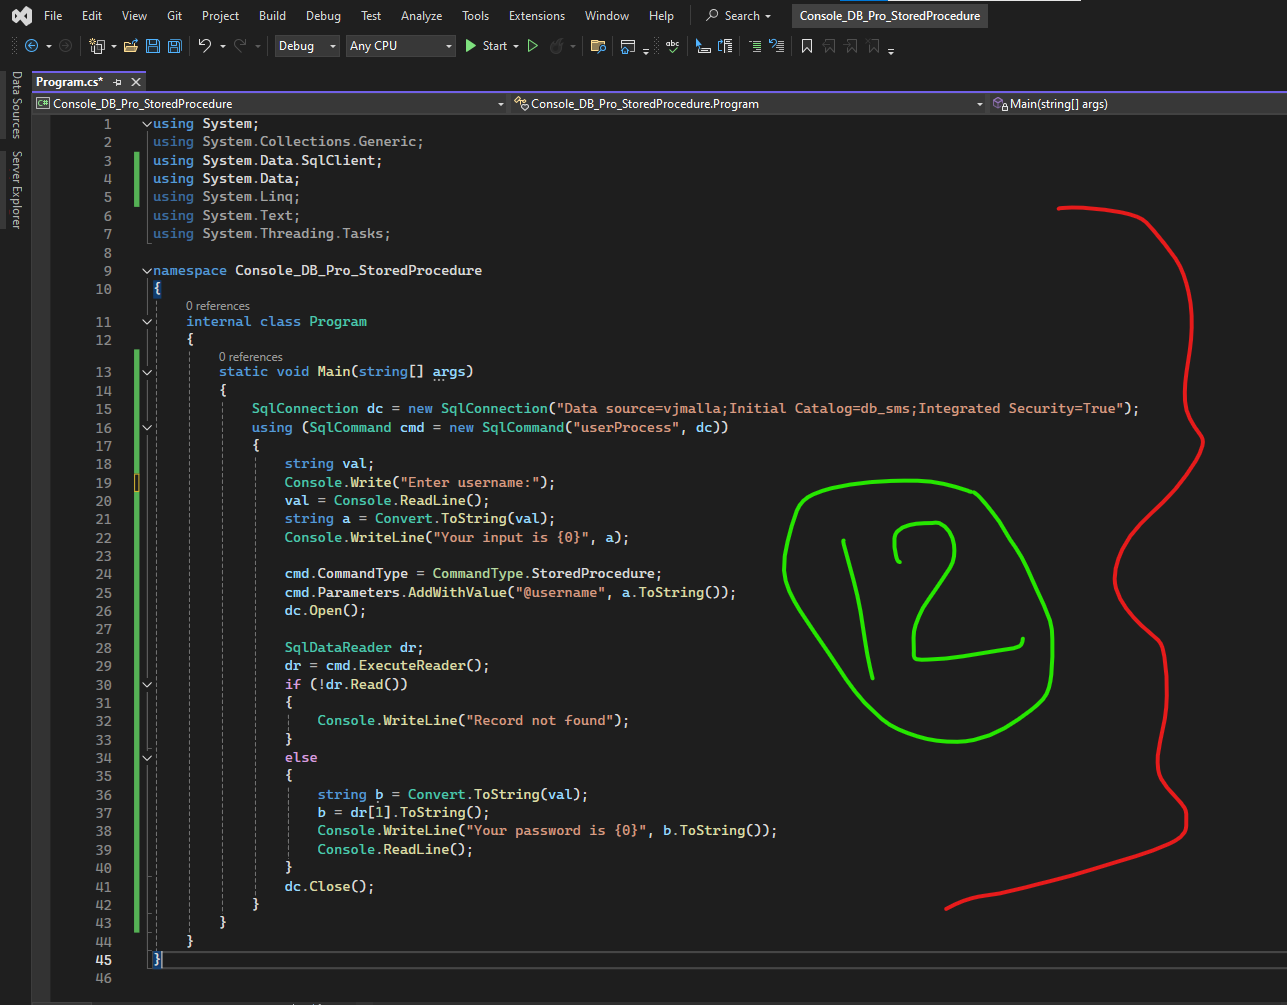 File Edit View Git Project Build Debug Test Analyze Tools Extensions Window Help Search Console_DB_Pro_StoredProcedure
Debug Any CPU Start
Data Sources
Server Explorer
Program.cs*
Console_DB_Pro_StoredProcedure Console_DB_Pro_StoredProcedure.Program Main(string[] args)
1 using System;
2 using System.Collections.Generic;
3 using System.Data.SqlClient;
4 using System.Data;
5 using System.Linq;
6 using System.Text;
7 using System.Threading.Tasks;
8
9 namespace Console_DB_Pro_StoredProcedure
10 {
0 references
11 internal class Program
12 {
0 references
13 static void Main(string[] args)
14 {
15 SqlConnection dc = new SqlConnection("Data source=vjmalla;Initial Catalog=db_sms;Integrated Security=True");
16 using (SqlCommand cmd = new SqlCommand("userProcess", dc))
17 {
18 string val;
19 Console.Write("Enter username:");
20 val = Console.ReadLine();
21 string a = Convert.ToString(val);
22 Console.WriteLine("Your input is {0}", a);
23
24 cmd.CommandType = CommandType.StoredProcedure;
25 cmd.Parameters.AddWithValue("@username", a.ToString());
26 dc.Open();
27
28 SqlDataReader dr;
29 dr = cmd.ExecuteReader();
30 if (!dr.Read())
31 {
32 Console.WriteLine("Record not found");
33 }
34 else
35 {
36 string b = Convert.ToString(val);
37 b = dr[1].ToString();
38 Console.WriteLine("Your password is {0}", b.ToString());
39 Console.ReadLine();
40 }
41 dc.Close();
42 }
43 }
44 }
45 }
46
12